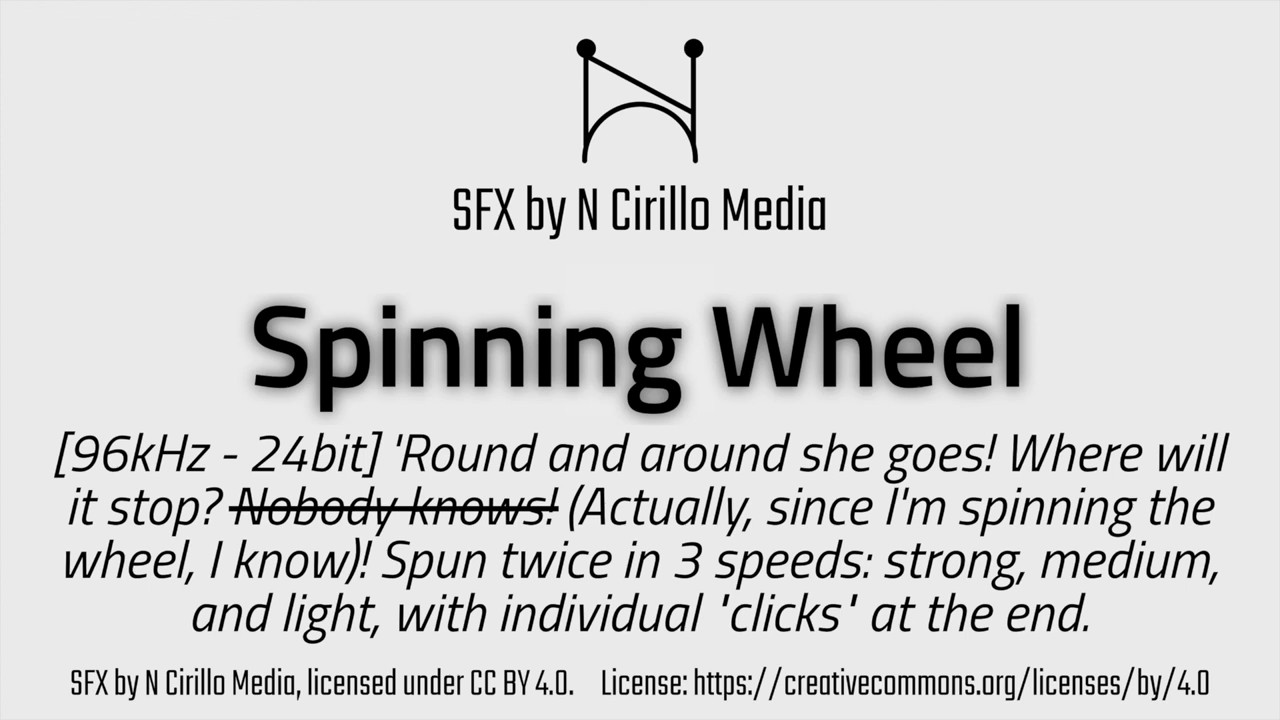 SFX by N Cirillo Media
Spinning Wheel
[96kHz - 24bit] 'Round and around she goes! Where will
it stop? Nobody knows! (Actually, since I'm spinning the
wheel, I know)! Spun twice in 3 speeds: strong, medium,
and light, with individual 'clicks' at the end.
SFX by N Cirillo Media, licensed under CC BY 4.0. License: https://creativecommons.org/licenses/by/4.0